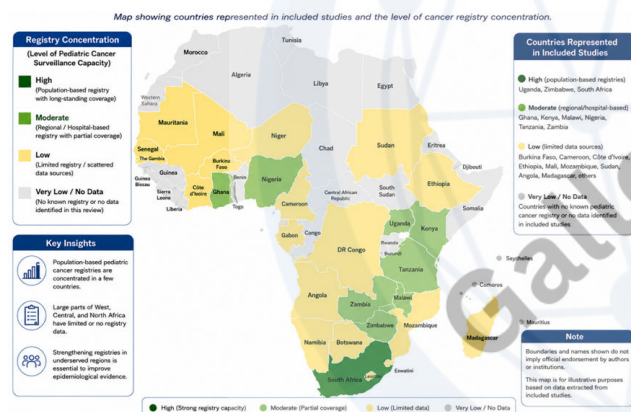 Map showing countries represented in included studies and the level of cancer registry concentration.
Registry Concentration
(Level of Pediatric Cancer
Surveillance Capacity)
High
(Population-based registry
with long-standing coverage)
Moderate
(Regional / Hospital-based
registry with partial coverage)
Low
(Limited registry / scattered
data sources)
Very Low / No Data
(No known registry or no data
identified in this review)
Key Insights
Population-based pediatric
cancer registries are
concentrated in a few
countries.
Large parts of West,
Central, and North Africa
have limited or no registry
data.
Strengthening registries in
underserved regions is
essential to improve
epidemiological evidence.
Tunisia
Morocco
Algeria
Libya
Egypt
Western
Sahara
Mauritania
Mali
Niger
Chad
Sudan
Eritrea
Senegal
The Gambia
Guinea
Bissau
Guinea
Sierra
Leone
Liberia
Burkina
Faso
Côte
d'Ivoire
Ghana
Togo
Benin
Nigeria
Cameroon
Central African
Republic
South
Sudan
Ethiopia
Djibouti
Somalia
Gabon
Congo
DR Congo
Uganda
Kenya
Rwanda
Burundi
Tanzania
Seychelles
Comoros
Angola
Zambia
Malawi
Mozambique
Zimbabwe
Namibia
Botswana
Madagascar
Mauritius
Eswatini
Lesotho
South Africa
Countries Represented
in Included Studies
High (population-based registries)
Uganda, Zimbabwe, South Africa
Moderate (regional/hospital-based)
Ghana, Kenya, Malawi, Nigeria,
Tanzania, Zambia
Low (limited data sources)
Burkina Faso, Cameroon, Côte d'Ivoire,
Ethiopia, Mali, Mozambique, Sudan,
Angola, Madagascar, others
Very Low / No Data
Countries with no known pediatric
cancer registry or no data identified
in included studies
Note
Boundaries and names shown do not
imply official endorsement by authors
or institutions.
This map is for illustrative purposes
based on data extracted from
included studies.
High (Strong registry capacity)
Moderate (Partial coverage)
Low (Limited data)
Very Low / No Data